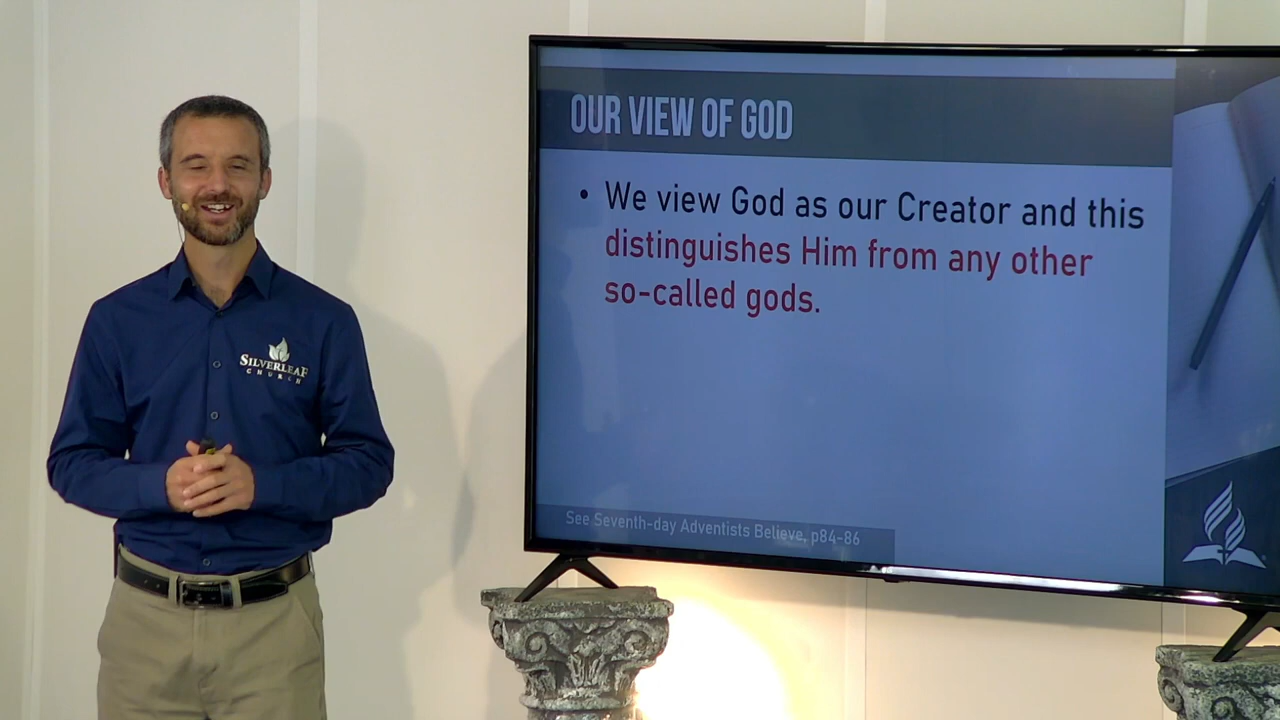 SILVERLEAF
CHURCH
OUR VIEW OF GOD
• We view God as our Creator and this
distinguishes Him from any other
so-called gods.
See Seventh-day Adventists Believe, p84-86